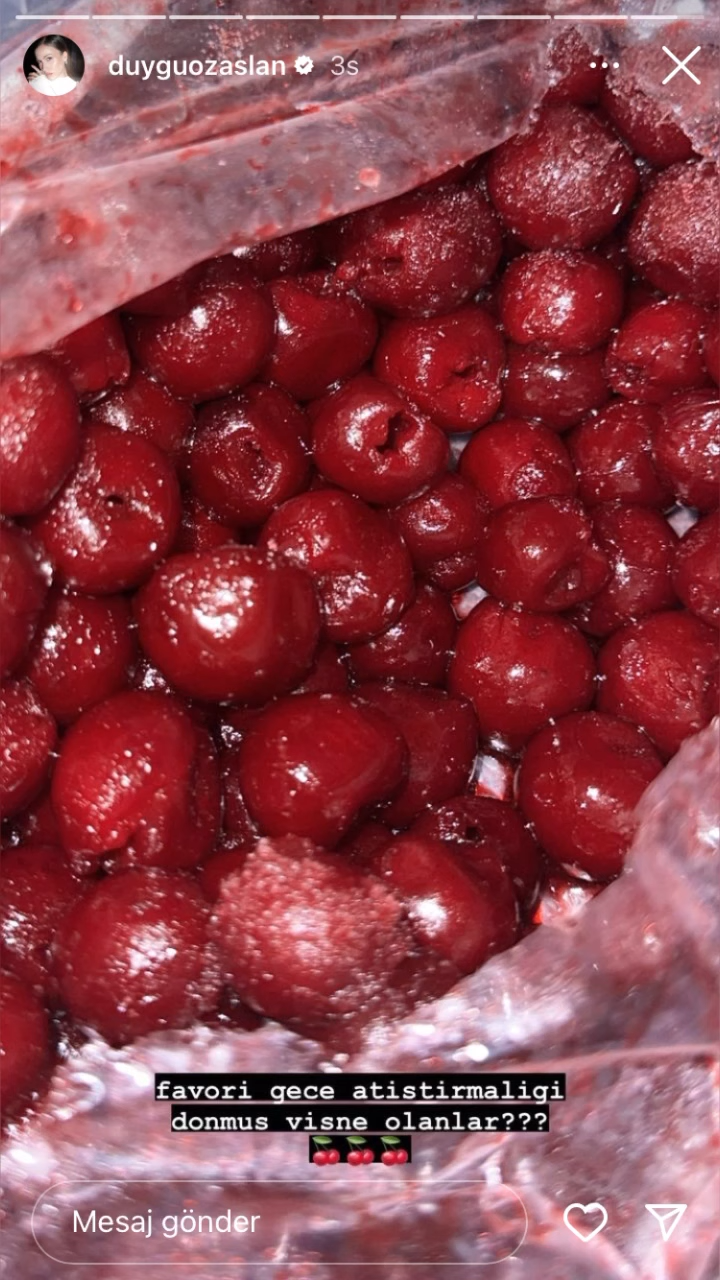 duyguozaslan 3s
favori gece atistirmaligi
donmus visne olanlar???
🍒🍒🍒
Mesaj gönder